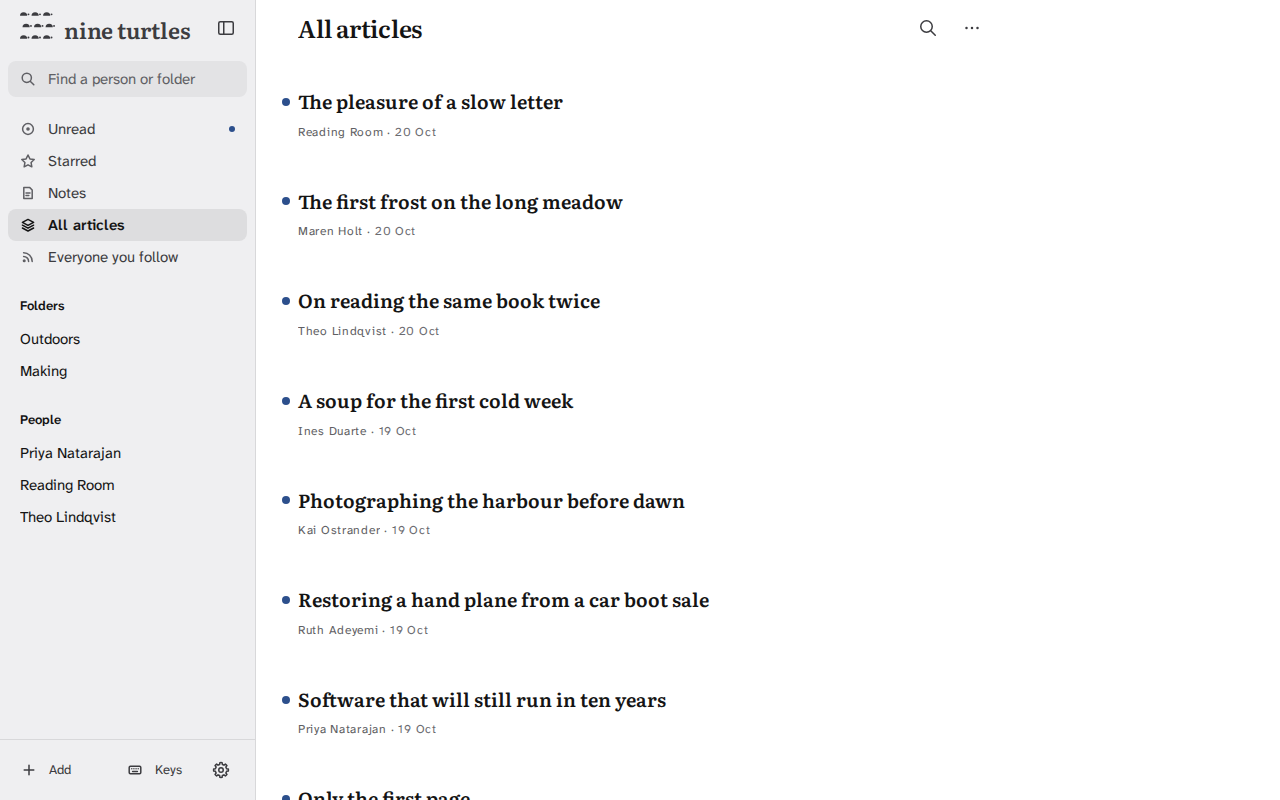 nine turtles
Find a person or folder
Unread
Starred
Notes
All articles
Everyone you follow
Folders
Outdoors
Making
People
Priya Natarajan
Reading Room
Theo Lindqvist
Add
Keys
All articles
The pleasure of a slow letter
Reading Room · 20 Oct
The first frost on the long meadow
Maren Holt · 20 Oct
On reading the same book twice
Theo Lindqvist · 20 Oct
A soup for the first cold week
Ines Duarte · 19 Oct
Photographing the harbour before dawn
Kai Ostrander · 19 Oct
Restoring a hand plane from a car boot sale
Ruth Adeyemi · 19 Oct
Software that will still run in ten years
Priya Natarajan · 19 Oct
Only the first page